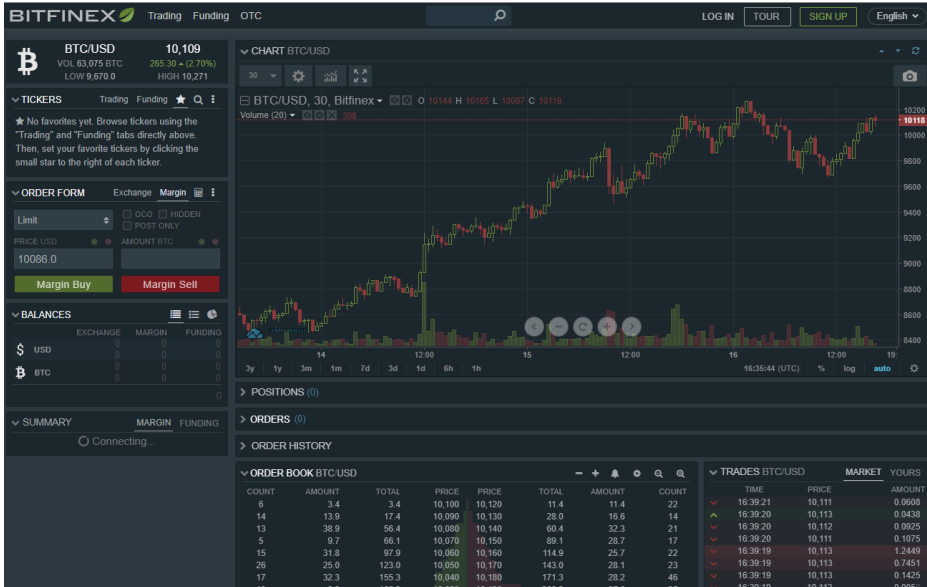 BITFINEX Trading Funding OTC LOG IN TOUR SIGN UP English
BTC/USD 10,109
VOL 63,075 BTC 265.30 (2.70%)
LOW 9,670.0 HIGH 10,271
TICKERS Trading Funding
No favorites yet. Browse tickers using the
"Trading" and "Funding" tabs directly above.
Then, set your favorite tickers by clicking the
small star to the right of each ticker.
ORDER FORM Exchange Margin
Limit OCO HIDDEN
POST ONLY
PRICE USD AMOUNT BTC
10086.0
Margin Buy Margin Sell
BALANCES
EXCHANGE MARGIN FUNDING
USD 0 0 0
0 0 0
BTC 0 0 0
0 0 0
0
SUMMARY MARGIN FUNDING
Connecting...
CHART BTC/USD
30
BTC/USD, 30, Bitfinex O 10144 H 10165 L 10067 C 10118
Volume (20) 308
10200
10118
10000
9800
9600
9400
9200
9000
8800
8600
8400
14 12:00 15 12:00 16 12:00 19:
3y 1y 3m 1m 7d 3d 1d 6h 1h 16:35:44 (UTC) % log auto
POSITIONS (0)
ORDERS (0)
ORDER HISTORY
ORDER BOOK BTC/USD
COUNT AMOUNT TOTAL PRICE PRICE TOTAL AMOUNT COUNT
6 3.4 3.4 10,100 10,120 11.4 11.4 22
14 13.9 17.4 10,090 10,130 28.0 16.6 14
13 38.9 56.4 10,080 10,140 60.4 32.3 21
5 9.7 66.1 10,070 10,150 89.1 28.7 17
15 31.8 97.9 10,060 10,160 114.9 25.7 22
26 25.0 123.0 10,050 10,170 143.0 28.1 23
17 32.3 155.3 10,040 10,180 171.3 28.2 46
TRADES BTC/USD MARKET YOURS
TIME PRICE AMOUNT
16:39:21 10,111 0.0608
16:39:20 10,113 0.0438
16:39:20 10,112 0.0925
16:39:20 10,111 0.1075
16:39:19 10,113 1.2449
16:39:19 10,113 0.7451
16:39:19 10,113 0.1425